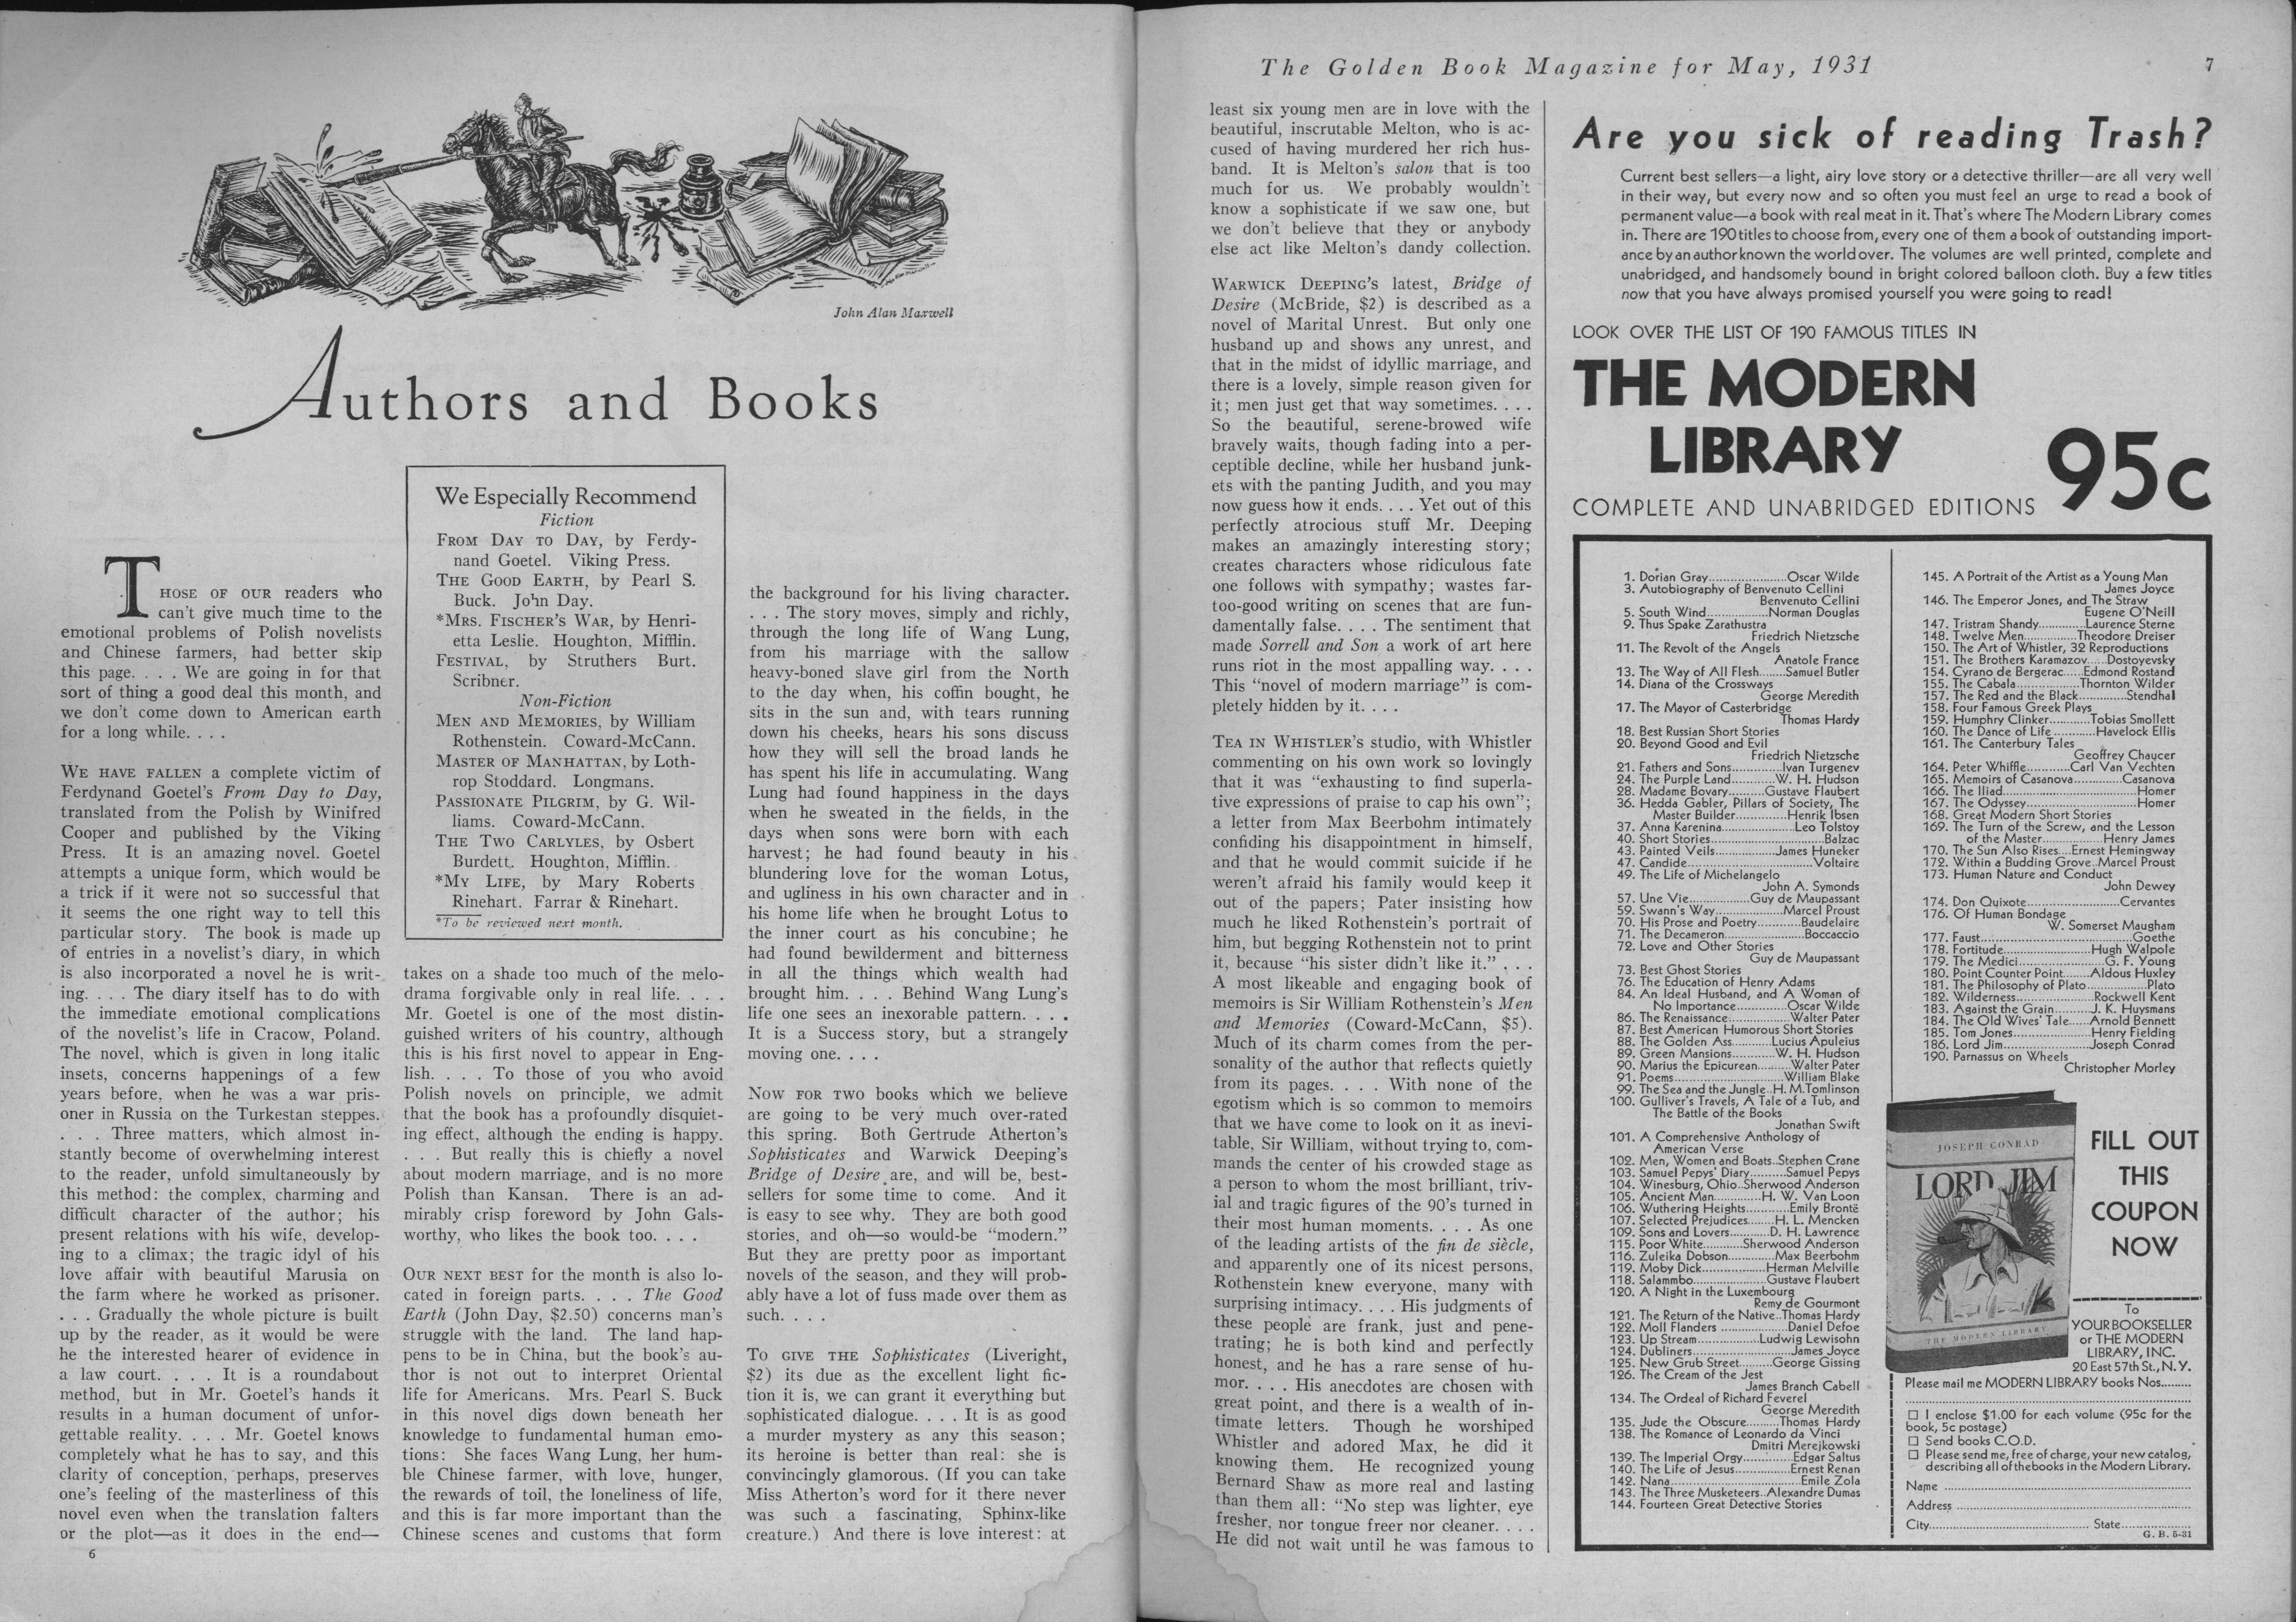 John Alan Maxwell
Authors and Books
THOSE OF OUR readers who
can't give much time to the
emotional problems of Polish novelists
and Chinese farmers, had better skip
this page. . . . We are going in for that
sort of thing a good deal this month, and
we don't come down to American earth
for a long while. . . .
WE HAVE FALLEN a complete victim of
Ferdynand Goetel's From Day to Day,
translated from the Polish by Winifred
Cooper and published by the Viking
Press. It is an amazing novel. Goetel
attempts a unique form, which would be
a trick if it were not so successful that
it seems the one right way to tell this
particular story. The book is made up
of entries in a novelist's diary, in which
is also incorporated a novel he is writ-
ing. . . . The diary itself has to do with
the immediate emotional complications
of the novelist's life in Cracow, Poland.
The novel, which is given in long italic
insets, concerns happenings of a few
years before, when he was a war pris-
oner in Russia on the Turkestan steppes.
. . . Three matters, which almost in-
stantly become of overwhelming interest
to the reader, unfold simultaneously by
this method: the complex, charming and
difficult character of the author; his
present relations with his wife, develop-
ing to a climax; the tragic idyl of his
love affair with beautiful Marusia on
the farm where he worked as prisoner.
. . . Gradually the whole picture is built
up by the reader, as it would be were
he the interested hearer of evidence in
a law court. . . . It is a roundabout
method, but in Mr. Goetel's hands it
results in a human document of unfor-
gettable reality. . . . Mr. Goetel knows
completely what he has to say, and this
clarity of conception, perhaps, preserves
one's feeling of the masterliness of this
novel even when the translation falters
or the plot—as it does in the end—
6
We Especially Recommend
Fiction
FROM DAY TO DAY, by Ferdy-
nand Goetel. Viking Press.
THE GOOD EARTH, by Pearl S.
Buck. John Day.
*MRS. FISCHER'S WAR, by Henri-
etta Leslie. Houghton, Mifflin.
FESTIVAL, by Struthers Burt.
Scribner.
Non-Fiction
MEN AND MEMORIES, by William
Rothenstein. Coward-McCann.
MASTER OF MANHATTAN, by Loth-
rop Stoddard. Longmans.
PASSIONATE PILGRIM, by G. Wil-
liams. Coward-McCann.
THE TWO CARLYLES, by Osbert
Burdett. Houghton, Mifflin.
*MY LIFE, by Mary Roberts
Rinehart. Farrar & Rinehart.
*To be reviewed next month.
takes on a shade too much of the melo-
drama forgivable only in real life. . . .
Mr. Goetel is one of the most distin-
guished writers of his country, although
this is his first novel to appear in Eng-
lish. . . . To those of you who avoid
Polish novels on principle, we admit
that the book has a profoundly disquiet-
ing effect, although the ending is happy.
. . . But really this is chiefly a novel
about modern marriage, and is no more
Polish than Kansan. There is an ad-
mirably crisp foreword by John Gals-
worthy, who likes the book too. . . .
OUR NEXT BEST for the month is also lo-
cated in foreign parts. . . . The Good
Earth (John Day, $2.50) concerns man's
struggle with the land. The land hap-
pens to be in China, but the book's au-
thor is not out to interpret Oriental
life for Americans. Mrs. Pearl S. Buck
in this novel digs down beneath her
knowledge to fundamental human emo-
tions: She faces Wang Lung, her hum-
ble Chinese farmer, with love, hunger,
the rewards of toil, the loneliness of life,
and this is far more important than the
Chinese scenes and customs that form
the background for his living character.
. . . The story moves, simply and richly,
through the long life of Wang Lung,
from his marriage with the sallow
heavy-boned slave girl from the North
to the day when, his coffin bought, he
sits in the sun and, with tears running
down his cheeks, hears his sons discuss
how they will sell the broad lands he
has spent his life in accumulating. Wang
Lung had found happiness in the days
when he sweated in the fields, in the
days when sons were born with each
harvest; he had found beauty in his
blundering love for the woman Lotus,
and ugliness in his own character and in
his home life when he brought Lotus to
the inner court as his concubine; he
had found bewilderment and bitterness
in all the things which wealth had
brought him. . . . Behind Wang Lung's
life one sees an inexorable pattern. . . .
It is a Success story, but a strangely
moving one. . . .
NOW FOR TWO books which we believe
are going to be very much over-rated
this spring. Both Gertrude Atherton's
Sophisticates and Warwick Deeping's
Bridge of Desire are, and will be, best-
sellers for some time to come. And it
is easy to see why. They are both good
stories, and oh—so would-be "modern."
But they are pretty poor as important
novels of the season, and they will prob-
ably have a lot of fuss made over them as
such. . . .
TO GIVE THE Sophisticates (Liveright,
$2) its due as the excellent light fic-
tion it is, we can grant it everything but
sophisticated dialogue. . . . It is as good
a murder mystery as any this season;
its heroine is better than real: she is
convincingly glamorous. (If you can take
Miss Atherton's word for it there never
was such a fascinating, Sphinx-like
creature.) And there is love interest: at
The Golden Book Magazine for May, 1931
7
least six young men are in love with the
beautiful, inscrutable Melton, who is ac-
cused of having murdered her rich hus-
band. It is Melton's salon that is too
much for us. We probably wouldn't
know a sophisticate if we saw one, but
we don't believe that they or anybody
else act like Melton's dandy collection.
WARWICK DEEPING'S latest, Bridge of
Desire (McBride, $2) is described as a
novel of Marital Unrest. But only one
husband up and shows any unrest, and
that in the midst of idyllic marriage, and
there is a lovely, simple reason given for
it; men just get that way sometimes. . . .
So the beautiful, serene-browed wife
bravely waits, though fading into a per-
ceptible decline, while her husband junk-
ets with the panting Judith, and you may
now guess how it ends. . . . Yet out of this
perfectly atrocious stuff Mr. Deeping
makes an amazingly interesting story;
creates characters whose ridiculous fate
one follows with sympathy; wastes far-
too-good writing on scenes that are fun-
damentally false. . . . The sentiment that
made Sorrell and Son a work of art here
runs riot in the most appalling way. . . .
This "novel of modern marriage" is com-
pletely hidden by it. . . .
TEA IN WHISTLER'S studio, with Whistler
commenting on his own work so lovingly
that it was "exhausting to find superla-
tive expressions of praise to cap his own";
a letter from Max Beerbohm intimately
confiding his disappointment in himself,
and that he would commit suicide if he
weren't afraid his family would keep it
out of the papers; Pater insisting how
much he liked Rothenstein's portrait of
him, but begging Rothenstein not to print
it, because "his sister didn't like it." . . .
A most likeable and engaging book of
memoirs is Sir William Rothenstein's Men
and Memories (Coward-McCann, $5).
Much of its charm comes from the per-
sonality of the author that reflects quietly
from its pages. . . . With none of the
egotism which is so common to memoirs
that we have come to look on it as inevi-
table, Sir William, without trying to, com-
mands the center of his crowded stage as
a person to whom the most brilliant, triv-
ial and tragic figures of the 90's turned in
their most human moments. . . . As one
of the leading artists of the fin de siècle,
and apparently one of its nicest persons,
Rothenstein knew everyone, many with
surprising intimacy. . . . His judgments of
these people are frank, just and pene-
trating; he is both kind and perfectly
honest, and he has a rare sense of hu-
mor. . . . His anecdotes are chosen with
great point, and there is a wealth of in-
timate letters. Though he worshiped
Whistler and adored Max, he did it
knowing them. He recognized young
Bernard Shaw as more real and lasting
than them all: "No step was lighter, eye
fresher, nor tongue freer nor cleaner. . . .
He did not wait until he was famous to
Are you sick of reading Trash?
Current best sellers—a light, airy love story or a detective thriller—are all very well
in their way, but every now and so often you must feel an urge to read a book of
permanent value—a book with real meat in it. That's where The Modern Library comes
in. There are 190 titles to choose from, every one of them a book of outstanding import-
ance by an author known the world over. The volumes are well printed, complete and
unabridged, and handsomely bound in bright colored balloon cloth. Buy a few titles
now that you have always promised yourself you were going to read!
LOOK OVER THE LIST OF 190 FAMOUS TITLES IN
THE MODERN
LIBRARY
95c
COMPLETE AND UNABRIDGED EDITIONS
1. Dorian Gray......Oscar Wilde
3. Autobiography of Benvenuto Cellini
Benvenuto Cellini
5. South Wind......Norman Douglas
9. Thus Spake Zarathustra
Friedrich Nietzsche
11. The Revolt of the Angels
Anatole France
13. The Way of All Flesh......Samuel Butler
14. Diana of the Crossways
George Meredith
17. The Mayor of Casterbridge
Thomas Hardy
18. Best Russian Short Stories
20. Beyond Good and Evil
Friedrich Nietzsche
21. Fathers and Sons......Ivan Turgenev
24. The Purple Land......W. H. Hudson
28. Madame Bovary......Gustave Flaubert
36. Hedda Gabler, Pillars of Society, The
Master Builder......Henrik Ibsen
37. Anna Karenina......Leo Tolstoy
40. Short Stories......Balzac
43. Painted Veils......James Huneker
47. Candide......Voltaire
49. The Life of Michelangelo
John A. Symonds
57. Une Vie......Guy de Maupassant
59. Swann's Way......Marcel Proust
70. His Prose and Poetry......Baudelaire
71. The Decameron......Boccaccio
72. Love and Other Stories
Guy de Maupassant
73. Best Ghost Stories
76. The Education of Henry Adams
84. An Ideal Husband, and A Woman of
No Importance......Oscar Wilde
86. The Renaissance......Walter Pater
87. Best American Humorous Short Stories
88. The Golden Ass......Lucius Apuleius
89. Green Mansions......W. H. Hudson
90. Marius the Epicurean......Walter Pater
91. Poems......William Blake
99. The Sea and the Jungle..H. M. Tomlinson
100. Gulliver's Travels, A Tale of a Tub, and
The Battle of the Books
Jonathan Swift
101. A Comprehensive Anthology of
American Verse
102. Men, Women and Boats..Stephen Crane
103. Samuel Pepys' Diary......Samuel Pepys
104. Winesburg, Ohio..Sherwood Anderson
105. Ancient Man......H. W. Van Loon
106. Wuthering Heights......Emily Brontë
107. Selected Prejudices......H. L. Mencken
109. Sons and Lovers......D. H. Lawrence
115. Poor White......Sherwood Anderson
116. Zuleika Dobson......Max Beerbohm
119. Moby Dick......Herman Melville
118. Salammbo......Gustave Flaubert
120. A Night in the Luxembourg
Remy de Gourmont
121. The Return of the Native..Thomas Hardy
122. Moll Flanders......Daniel Defoe
123. Up Stream......Ludwig Lewisohn
124. Dubliners......James Joyce
125. New Grub Street......George Gissing
126. The Cream of the Jest
James Branch Cabell
134. The Ordeal of Richard Feverel
George Meredith
135. Jude the Obscure......Thomas Hardy
138. The Romance of Leonardo da Vinci
Dmitri Merejkowski
139. The Imperial Orgy......Edgar Saltus
140. The Life of Jesus......Ernest Renan
142. Nana......Emile Zola
143. The Three Musketeers..Alexandre Dumas
144. Fourteen Great Detective Stories
145. A Portrait of the Artist as a Young Man
James Joyce
146. The Emperor Jones, and The Straw
Eugene O'Neill
147. Tristram Shandy......Laurence Sterne
148. Twelve Men......Theodore Dreiser
150. The Art of Whistler, 32 Reproductions
151. The Brothers Karamazov......Dostoyevsky
154. Cyrano de Bergerac......Edmond Rostand
155. The Cabala......Thornton Wilder
157. The Red and the Black......Stendhal
158. Four Famous Greek Plays
159. Humphry Clinker......Tobias Smollett
160. The Dance of Life......Havelock Ellis
161. The Canterbury Tales
Geoffrey Chaucer
164. Peter Whiffle......Carl Van Vechten
165. Memoirs of Casanova......Casanova
166. The Iliad......Homer
167. The Odyssey......Homer
168. Great Modern Short Stories
169. The Turn of the Screw, and the Lesson
of the Master......Henry James
170. The Sun Also Rises....Ernest Hemingway
172. Within a Budding Grove..Marcel Proust
173. Human Nature and Conduct
John Dewey
174. Don Quixote......Cervantes
176. Of Human Bondage
W. Somerset Maugham
177. Faust......Goethe
178. Fortitude......Hugh Walpole
179. The Medici......G. F. Young
180. Point Counter Point......Aldous Huxley
181. The Philosophy of Plato......Plato
182. Wilderness......Rockwell Kent
183. Against the Grain......J. K. Huysmans
184. The Old Wives' Tale......Arnold Bennett
185. Tom Jones......Henry Fielding
186. Lord Jim......Joseph Conrad
190. Parnassus on Wheels
Christopher Morley
JOSEPH CONRAD
LORD JIM
THE MODERN LIBRARY
FILL OUT
THIS
COUPON
NOW
To
YOUR BOOKSELLER
or THE MODERN
LIBRARY, INC.
20 East 57th St., N. Y.
Please mail me MODERN LIBRARY books Nos.........
☐ I enclose $1.00 for each volume (95c for the
book, 5c postage)
☐ Send books C.O.D.
☐ Please send me, free of charge, your new catalog,
describing all of the books in the Modern Library.
Name ......
Address ......
City...... State......
G. B. 5-31